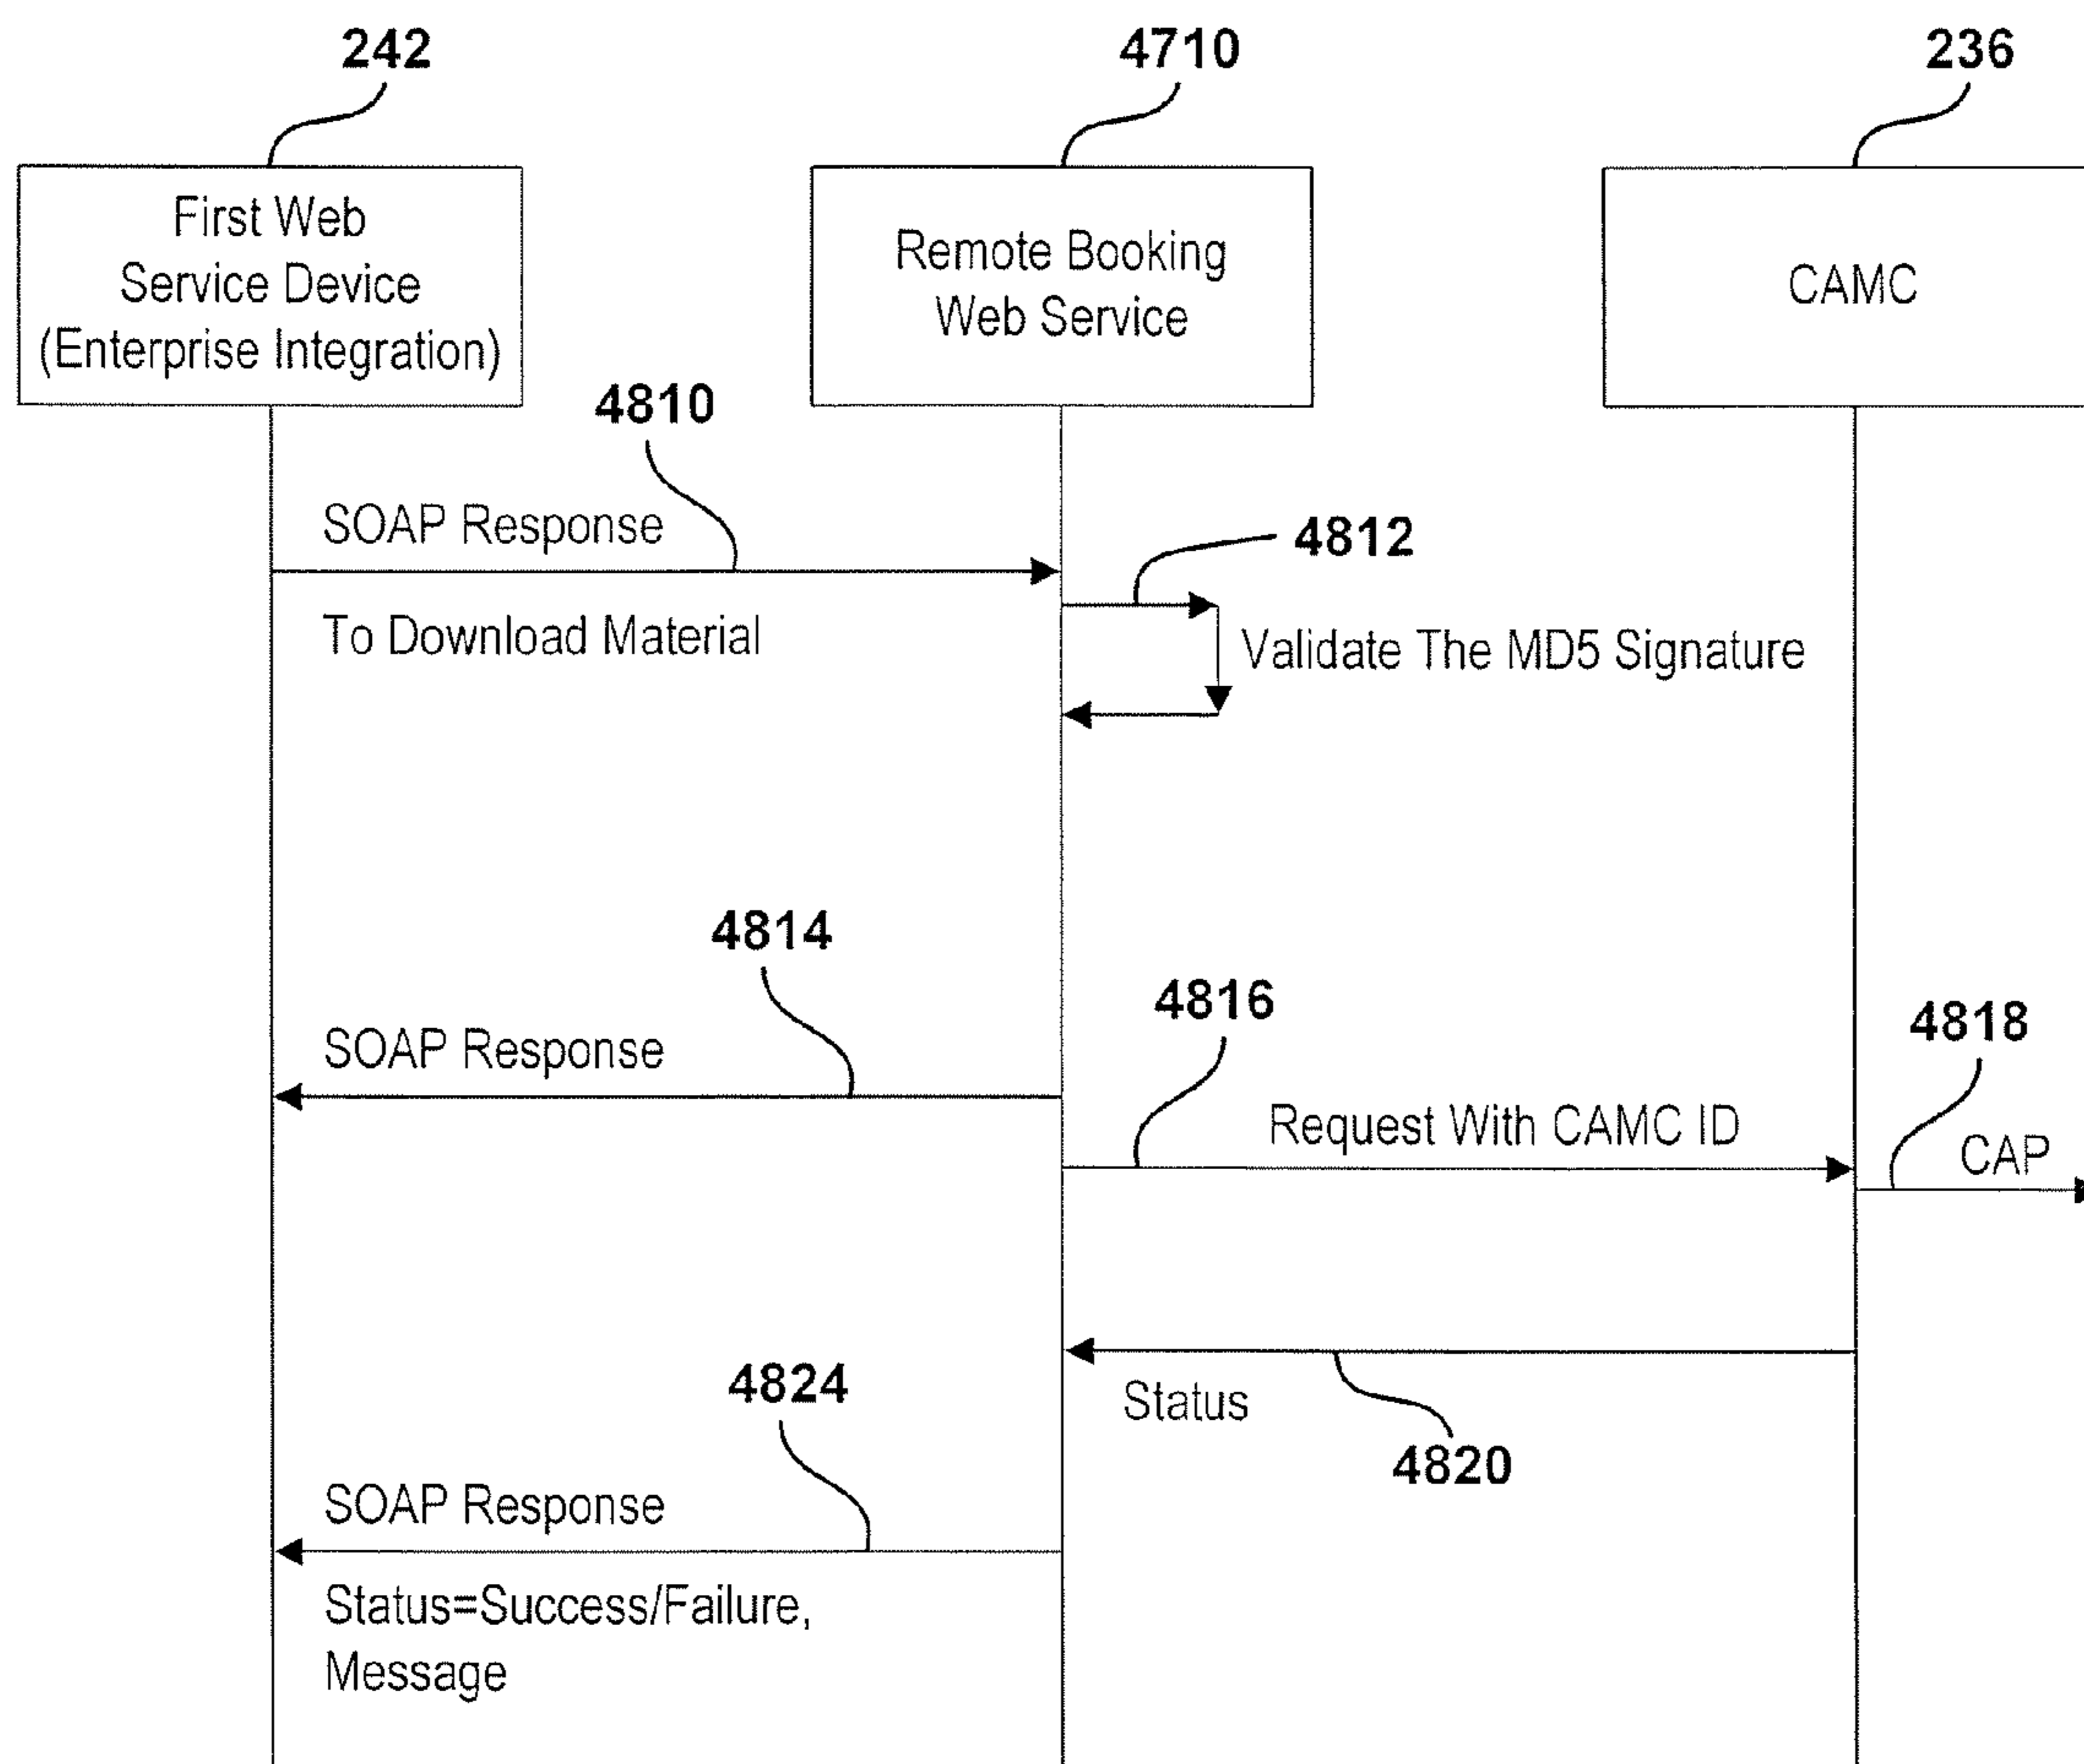 242
4710
236
First Web
Service Device
(Enterprise Integration)
Remote Booking
Web Service
CAMC
4810
SOAP Response
4812
To Download Material
Validate The MD5 Signature
4814
4816
4818
SOAP Response
Request With CAMC ID
CAP
4824
Status
4820
SOAP Response
Status=Success/Failure,
Message